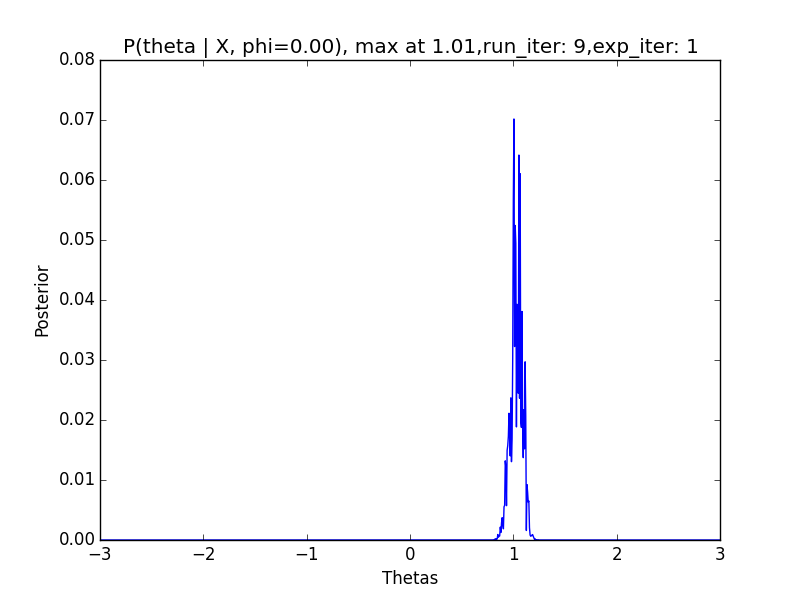 P(theta | X, phi=0.00), max at 1.01,run_iter: 9,exp_iter: 1
0.08
0.07
0.06
0.05
0.04
0.03
0.02
0.01
0.00
Posterior
−3 −2 −1 0 1 2 3
Thetas